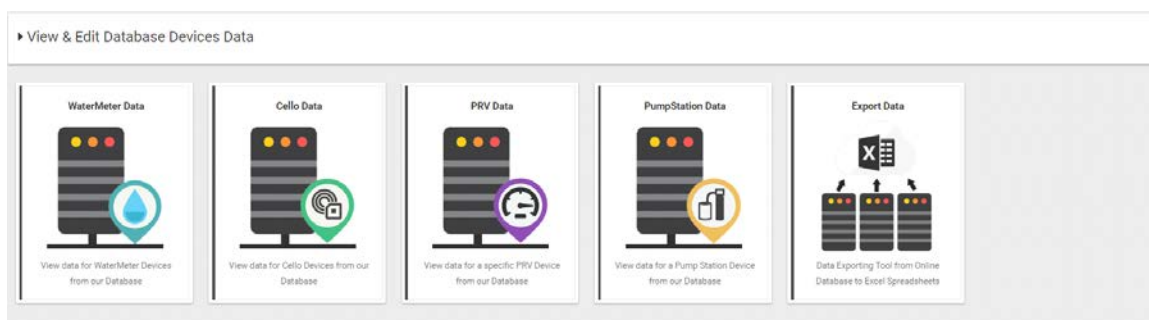 View & Edit Database Devices Data
WaterMeter Data
View data for WaterMeter Devices
from our Database
Cello Data
View data for Cello Devices from our
Database
PRV Data
View data for a specific PRV Device
from our Database
PumpStation Data
View data for a Pump Station Device
from our Database
Export Data
X
Data Exporting Tool from Online
Database to Excel Spreadsheets